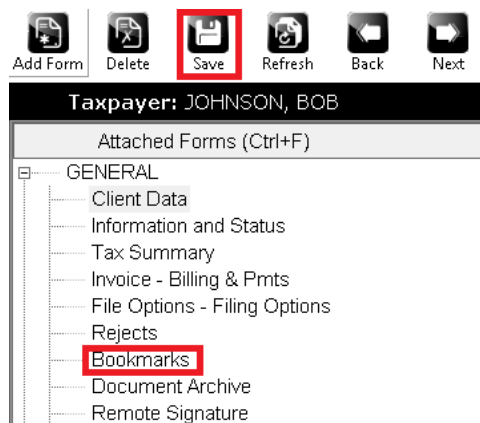 Add Form Delete Save Refresh Back Next
Taxpayer: JOHNSON, BOB
Attached Forms (Ctrl+F)
GENERAL
Client Data
Information and Status
Tax Summary
Invoice - Billing & Pmts
File Options - Filing Options
Rejects
Bookmarks
Document Archive
Remote Signature